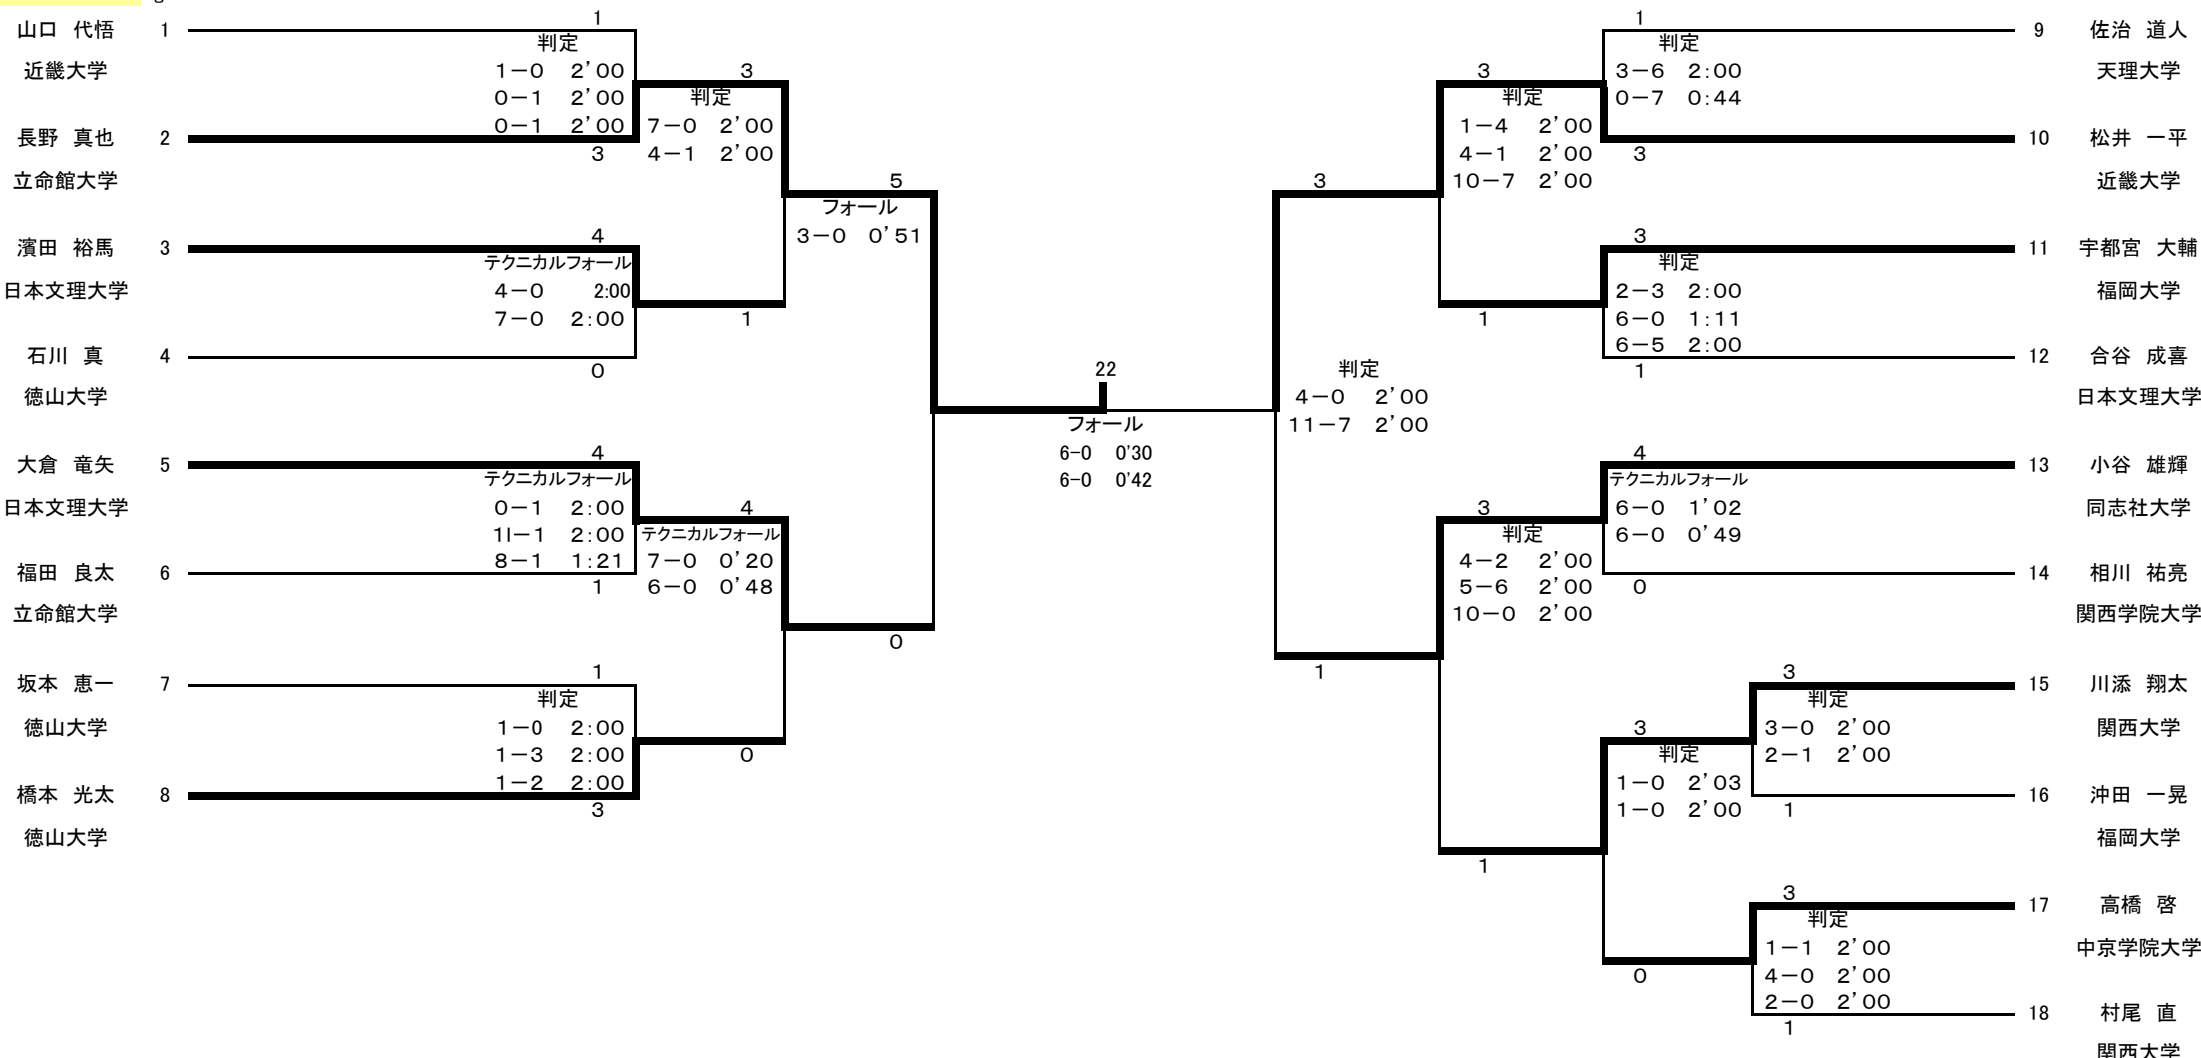 山口 代悟 1
近畿大学
長野 真也 2
立命館大学
濱田 裕馬 3
日本文理大学
石川 真 4
徳山大学
大倉 竜矢 5
日本文理大学
福田 良太 6
立命館大学
坂本 恵一 7
徳山大学
橋本 光太 8
徳山大学
1
判定
1－0 2’00
0－1 2’00
0－1 2’00
3
4
テクニカルフォール
4－0 2:00
7－0 2:00
0
4
テクニカルフォール
0－1 2:00
1l－1 2:00
8－1 1:21
1
1
判定
1－0 2:00
1－3 2:00
1－2 2:00
3
3
判定
7－0 2’00
4－1 2’00
1
4
テクニカルフォール
7－0 0’20
6－0 0’48
0
5
フォール
3－0 0’51
0
22
フォール
6-0 0'30
6-0 0'42
3
判定
4－0 2’00
11－7 2’00
1
3
判定
1－4 2’00
4－1 2’00
10－7 2’00
1
3
判定
4－2 2’00
5－6 2’00
10－0 2’00
1
1
判定
3－6 2:00
0－7 0:44
3
3
判定
2－3 2:00
6－0 1:11
6－5 2:00
1
4
テクニカルフォール
6－0 1’02
6－0 0’49
0
3
判定
1－0 2’03
1－0 2’00
0
3
判定
3－0 2’00
2－1 2’00
1
3
判定
1－1 2’00
4－0 2’00
2－0 2’00
1
9 佐治 道人
天理大学
10 松井 一平
近畿大学
11 宇都宮 大輔
福岡大学
12 合谷 成喜
日本文理大学
13 小谷 雄輝
同志社大学
14 相川 祐亮
関西学院大学
15 川添 翔太
関西大学
16 沖田 一晃
福岡大学
17 高橋 啓
中京学院大学
18 村尾 直
関西大学